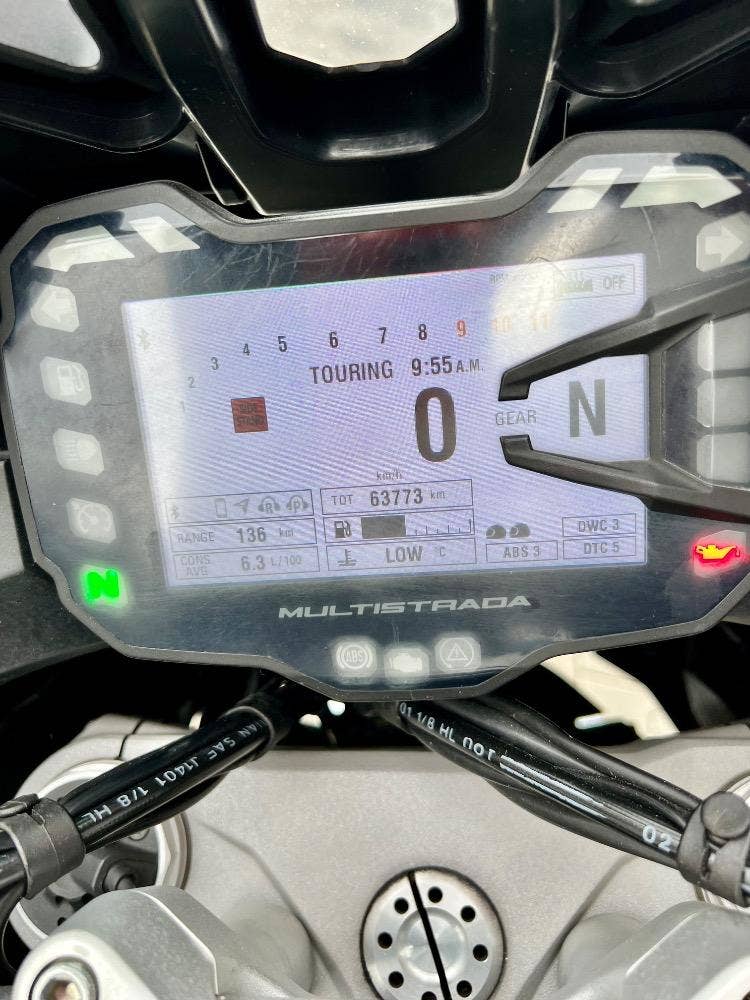 OFF
4 5 6 7 8 9 10 11
3
2
1
TOURING 9:55 A.M.
SIDE
STAND
0
GEAR N
km/h
R P
TOT 63773 km
RANGE 136 km
CONS.
AVG. 6.3 L/100
LOW °C
DWC 3
ABS 3 DTC 5
N
MULTISTRADA
ABS
01 1/8 HL
SAE J1401 1/8 HL
02